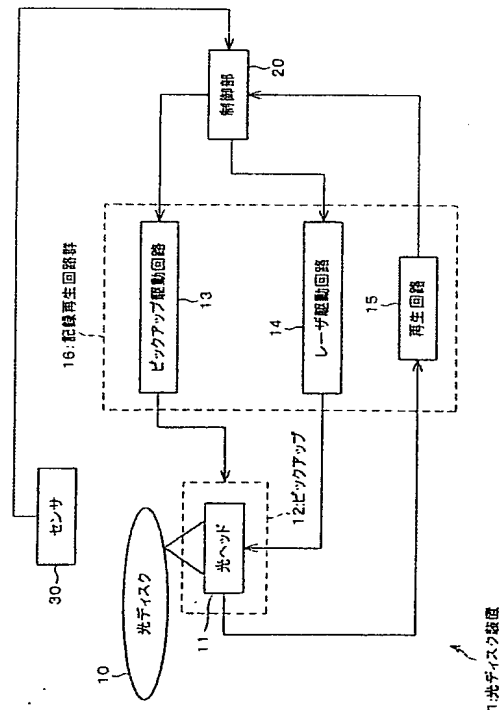 センサ
30
光ディスク
10
光ヘッド
11
12:ピックアップ
16:記録再生回路群
ピックアップ駆動回路
13
レーザ駆動回路
14
再生回路
15
制御部
20
1:光ディスク装置